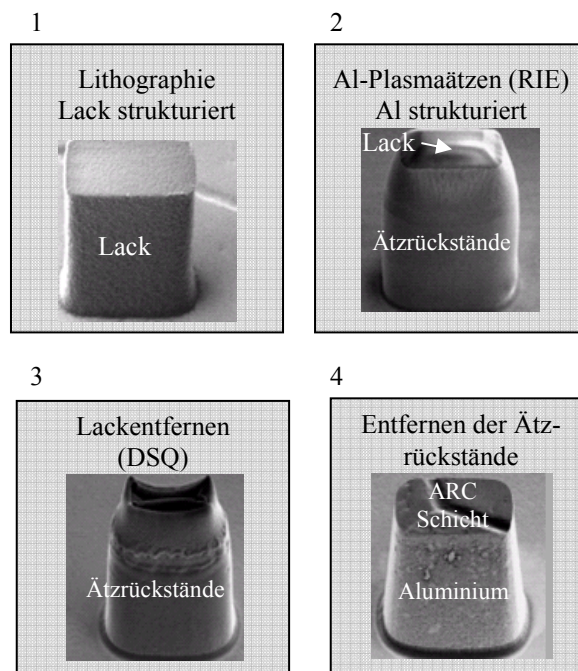 1
Lithographie
Lack strukturiert
Lack
2
Al-Plasmaätzen (RIE)
Al strukturiert
Lack
Ätzrückstände
3
Lackentfernen
(DSQ)
Ätzrückstände
4
Entfernen der Ätz-
rückstände
ARC
Schicht
Aluminium